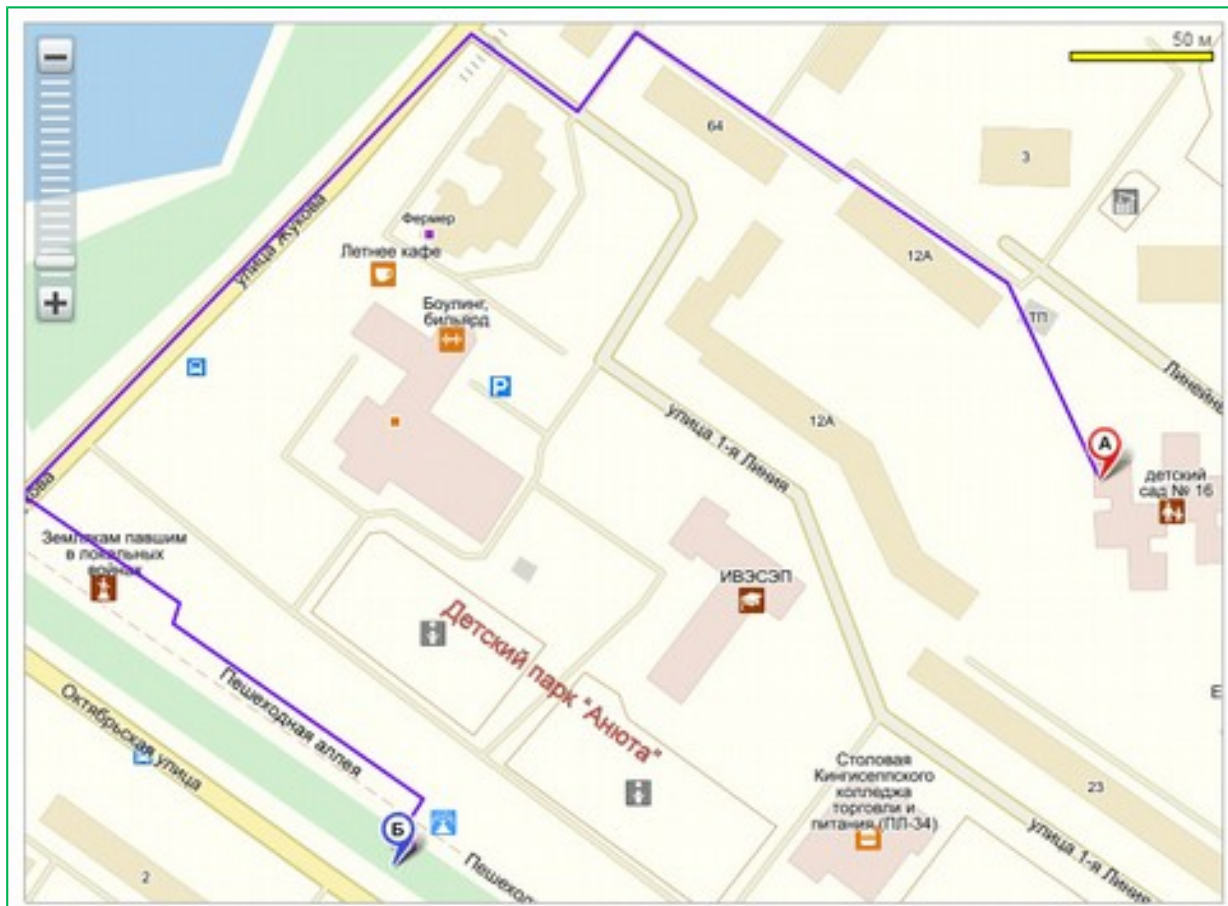 50 м
64
3
улица Жукова
Фермер
Летнее кафе
12А
Боулинг,
бильярд
ТП
P
12А
улица 1-я Линия
А
детский
сад № 16
Землякам павшим
в локальных
войнах
ИВЭСЭП
Детский парк "Анюта"
Пешеходная аллея
Октябрьская улица
Столовая
Кингисеппского
колледжа
торговли и
питания (ПЛ-34)
23
Б
улица 1-я Линия
2